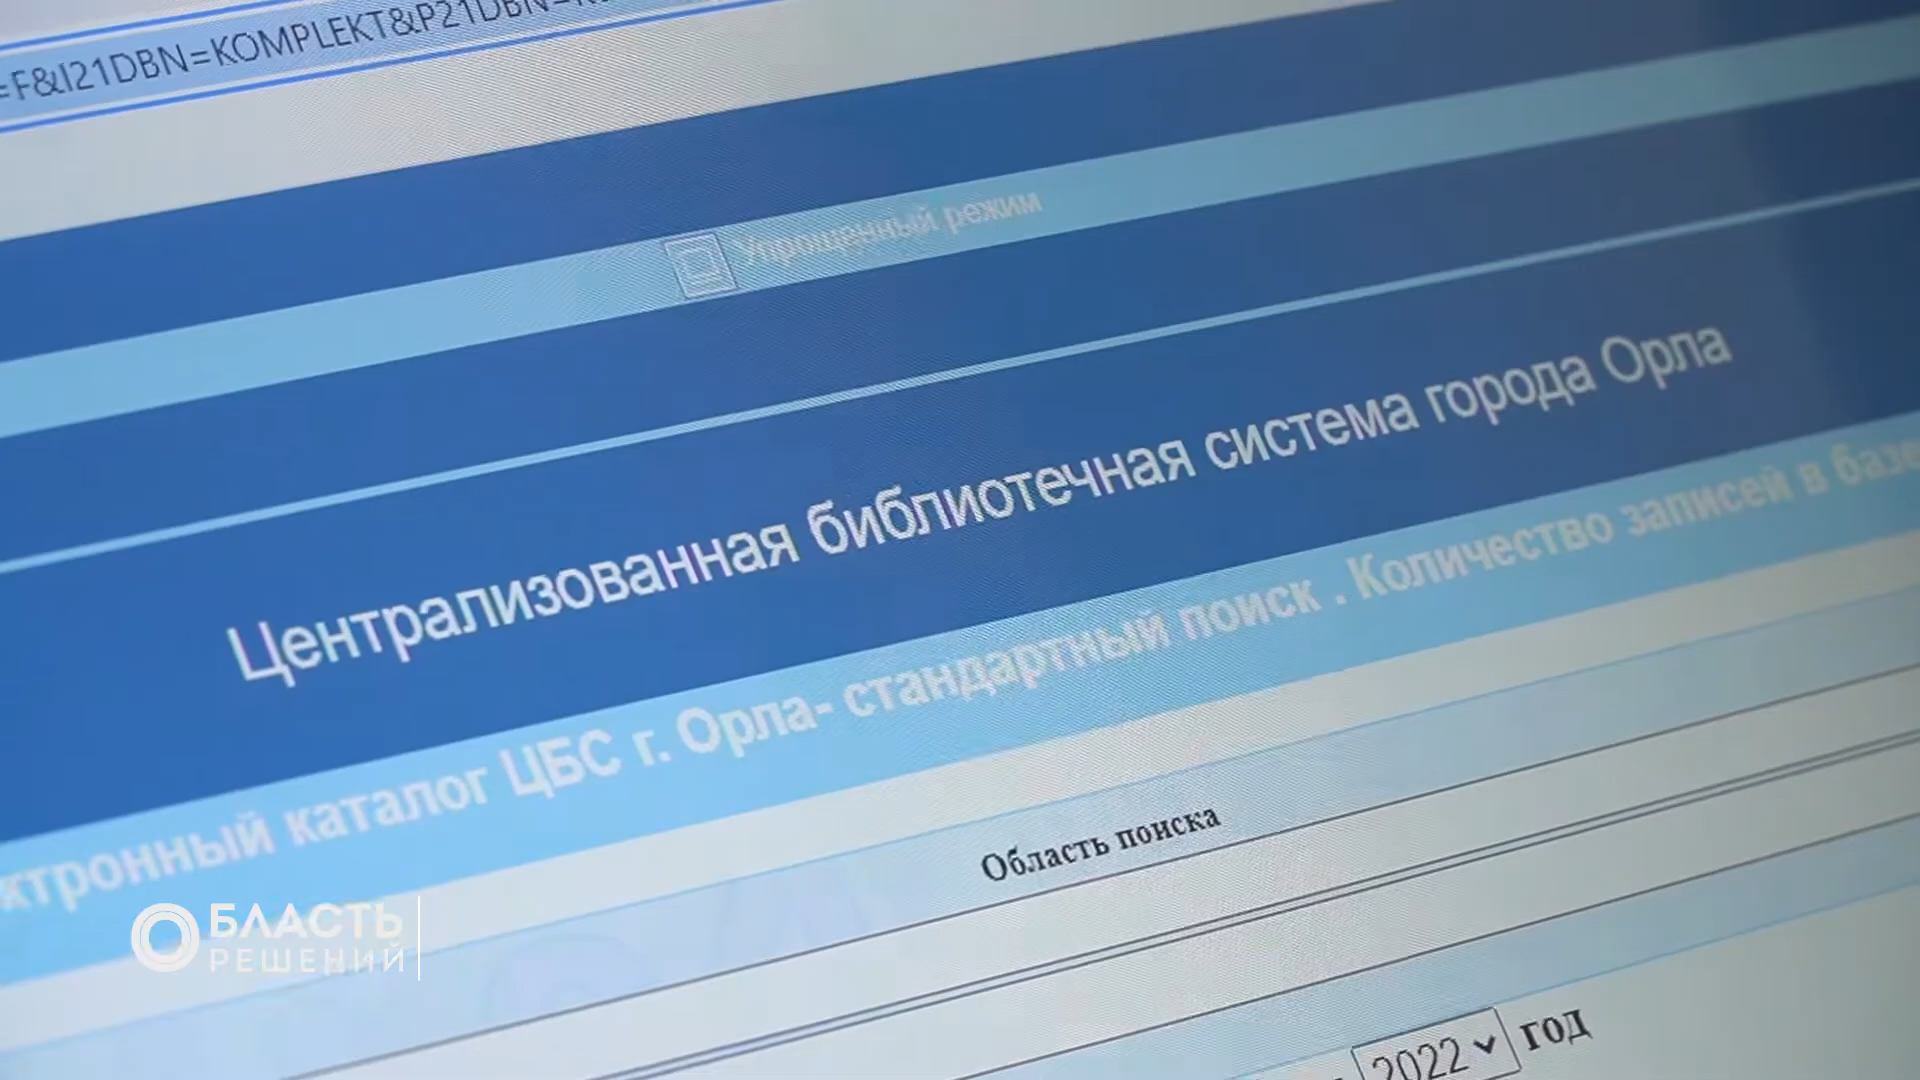 =F&I21DBN=KOMPLEKT&P21DBN=K
Упрощенный режим
Централизованная библиотечная система города Орла
ктронный каталог ЦБС г. Орла- стандартный поиск . Количество записей в базе
Область поиска
2022 год
ОБЛАСТЬ
РЕШЕНИЙ